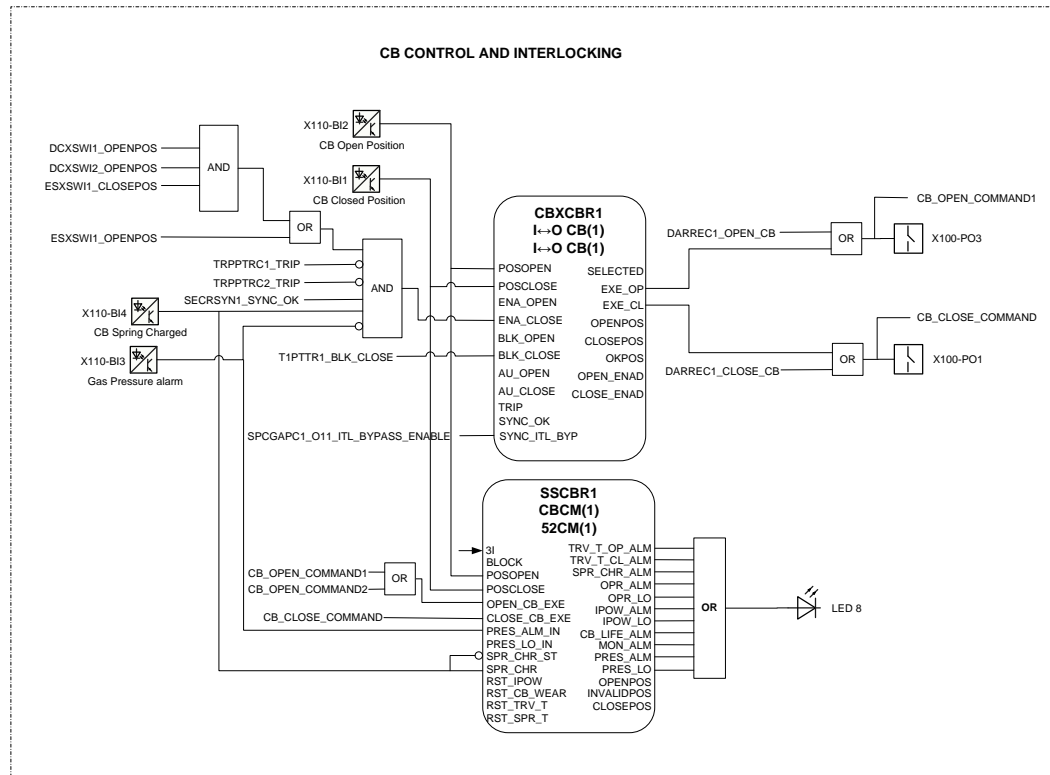 CB CONTROL AND INTERLOCKING
X110-BI2
CB Open Position
X110-BI1
CB Closed Position
DCXSWI1_OPENPOS
DCXSWI2_OPENPOS
ESXSWI1_CLOSEPOS
AND
ESXSWI1_OPENPOS
OR
TRPPTRC1_TRIP
TRPPTRC2_TRIP
SECRSYN1_SYNC_OK
AND
X110-BI4
CB Spring Charged
X110-BI3
Gas Pressure alarm
T1PTTR1_BLK_CLOSE
SPCGAPC1_O11_ITL_BYPASS_ENABLE
CBXCBR1
I↔O CB(1)
I↔O CB(1)
POSOPEN
POSCLOSE
ENA_OPEN
ENA_CLOSE
BLK_OPEN
BLK_CLOSE
AU_OPEN
AU_CLOSE
TRIP
SYNC_OK
SYNC_ITL_BYP
SELECTED
EXE_OP
EXE_CL
OPENPOS
CLOSEPOS
OKPOS
OPEN_ENAD
CLOSE_ENAD
DARREC1_OPEN_CB
OR
CB_OPEN_COMMAND1
X100-PO3
CB_CLOSE_COMMAND
OR
X100-PO1
DARREC1_CLOSE_CB
SSCBR1
CBCM(1)
52CM(1)
CB_OPEN_COMMAND1
CB_OPEN_COMMAND2
OR
CB_CLOSE_COMMAND
3I
BLOCK
POSOPEN
POSCLOSE
OPEN_CB_EXE
CLOSE_CB_EXE
PRES_ALM_IN
PRES_LO_IN
SPR_CHR_ST
SPR_CHR
RST_IPOW
RST_CB_WEAR
RST_TRV_T
RST_SPR_T
TRV_T_OP_ALM
TRV_T_CL_ALM
SPR_CHR_ALM
OPR_ALM
OPR_LO
IPOW_ALM
IPOW_LO
CB_LIFE_ALM
MON_ALM
PRES_ALM
PRES_LO
OPENPOS
INVALIDPOS
CLOSEPOS
OR
LED 8